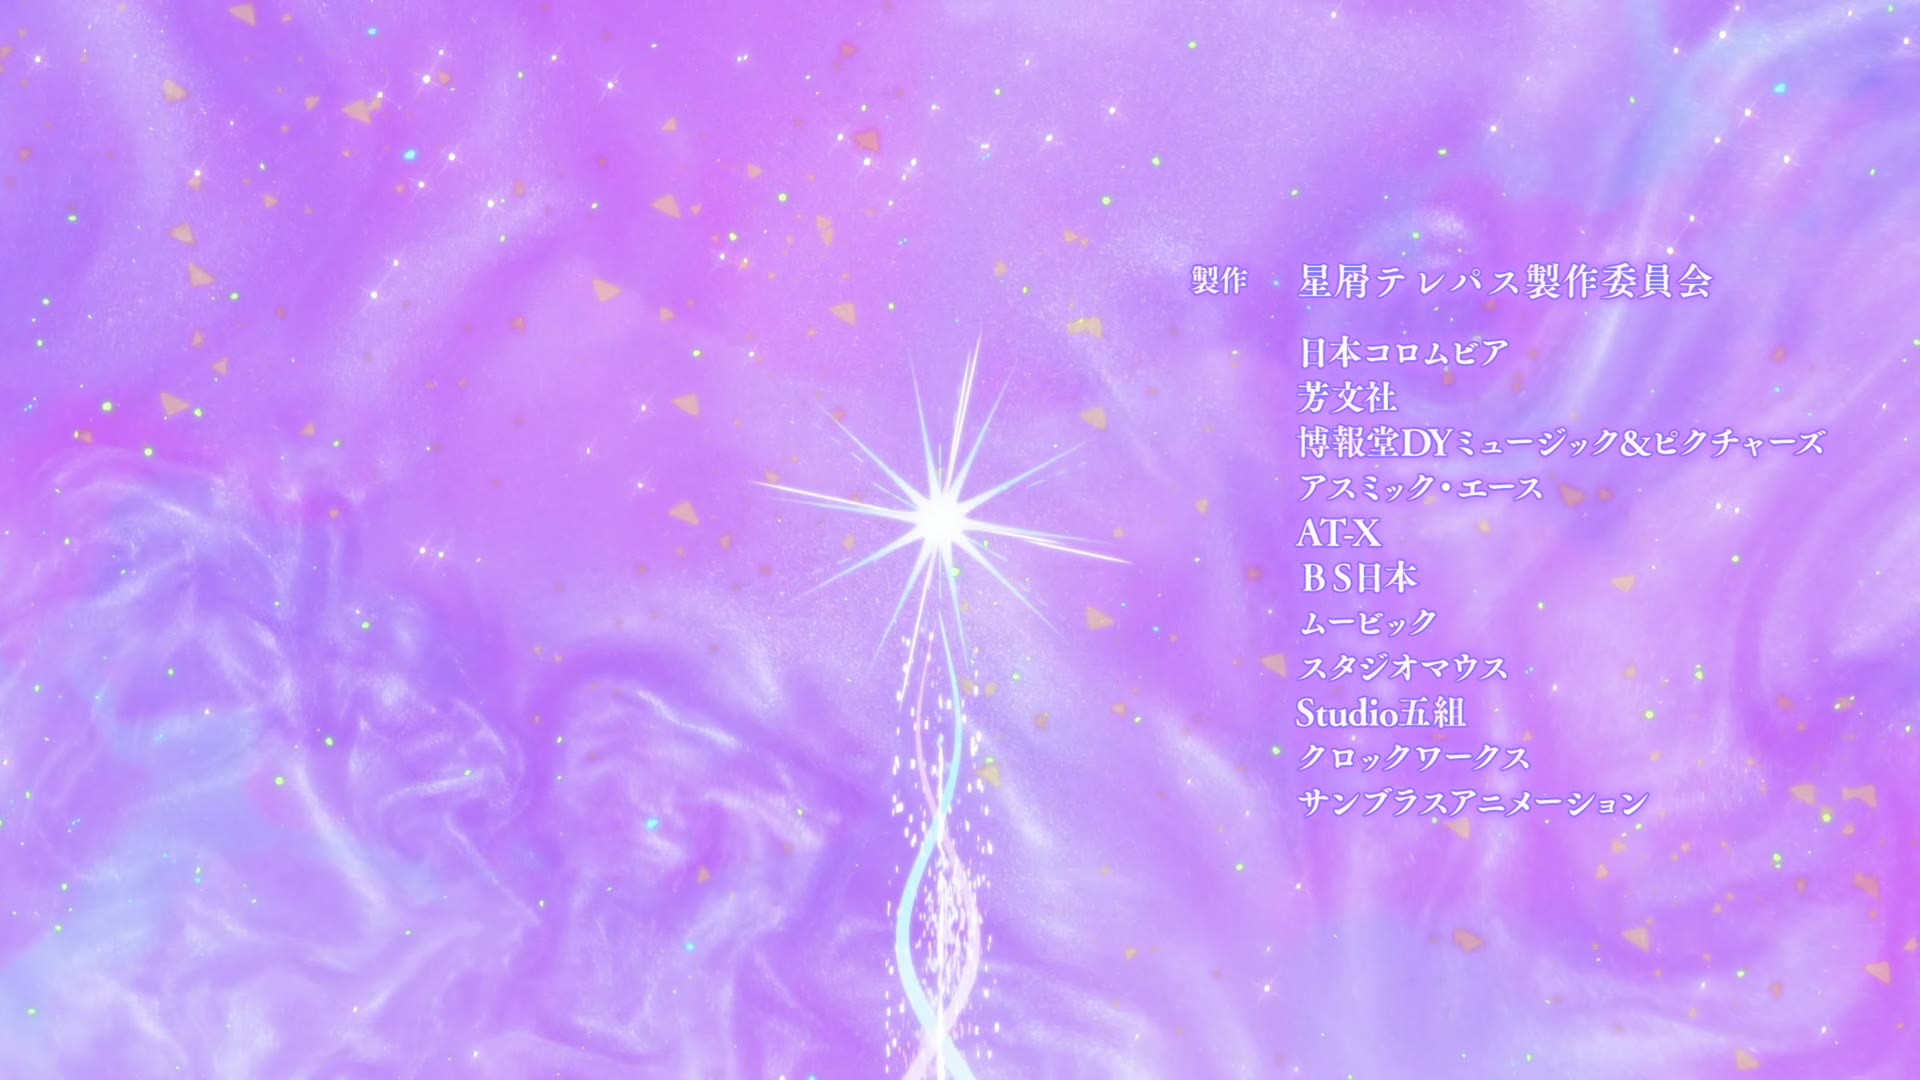 製作　星屑テレパス製作委員会
日本コロムビア
芳文社
博報堂DYミュージック&ピクチャーズ
アスミック・エース
AT-X
ＢＳ日本
ムービック
スタジオマウス
Studio五組
クロックワークス
サンブラスアニメーション